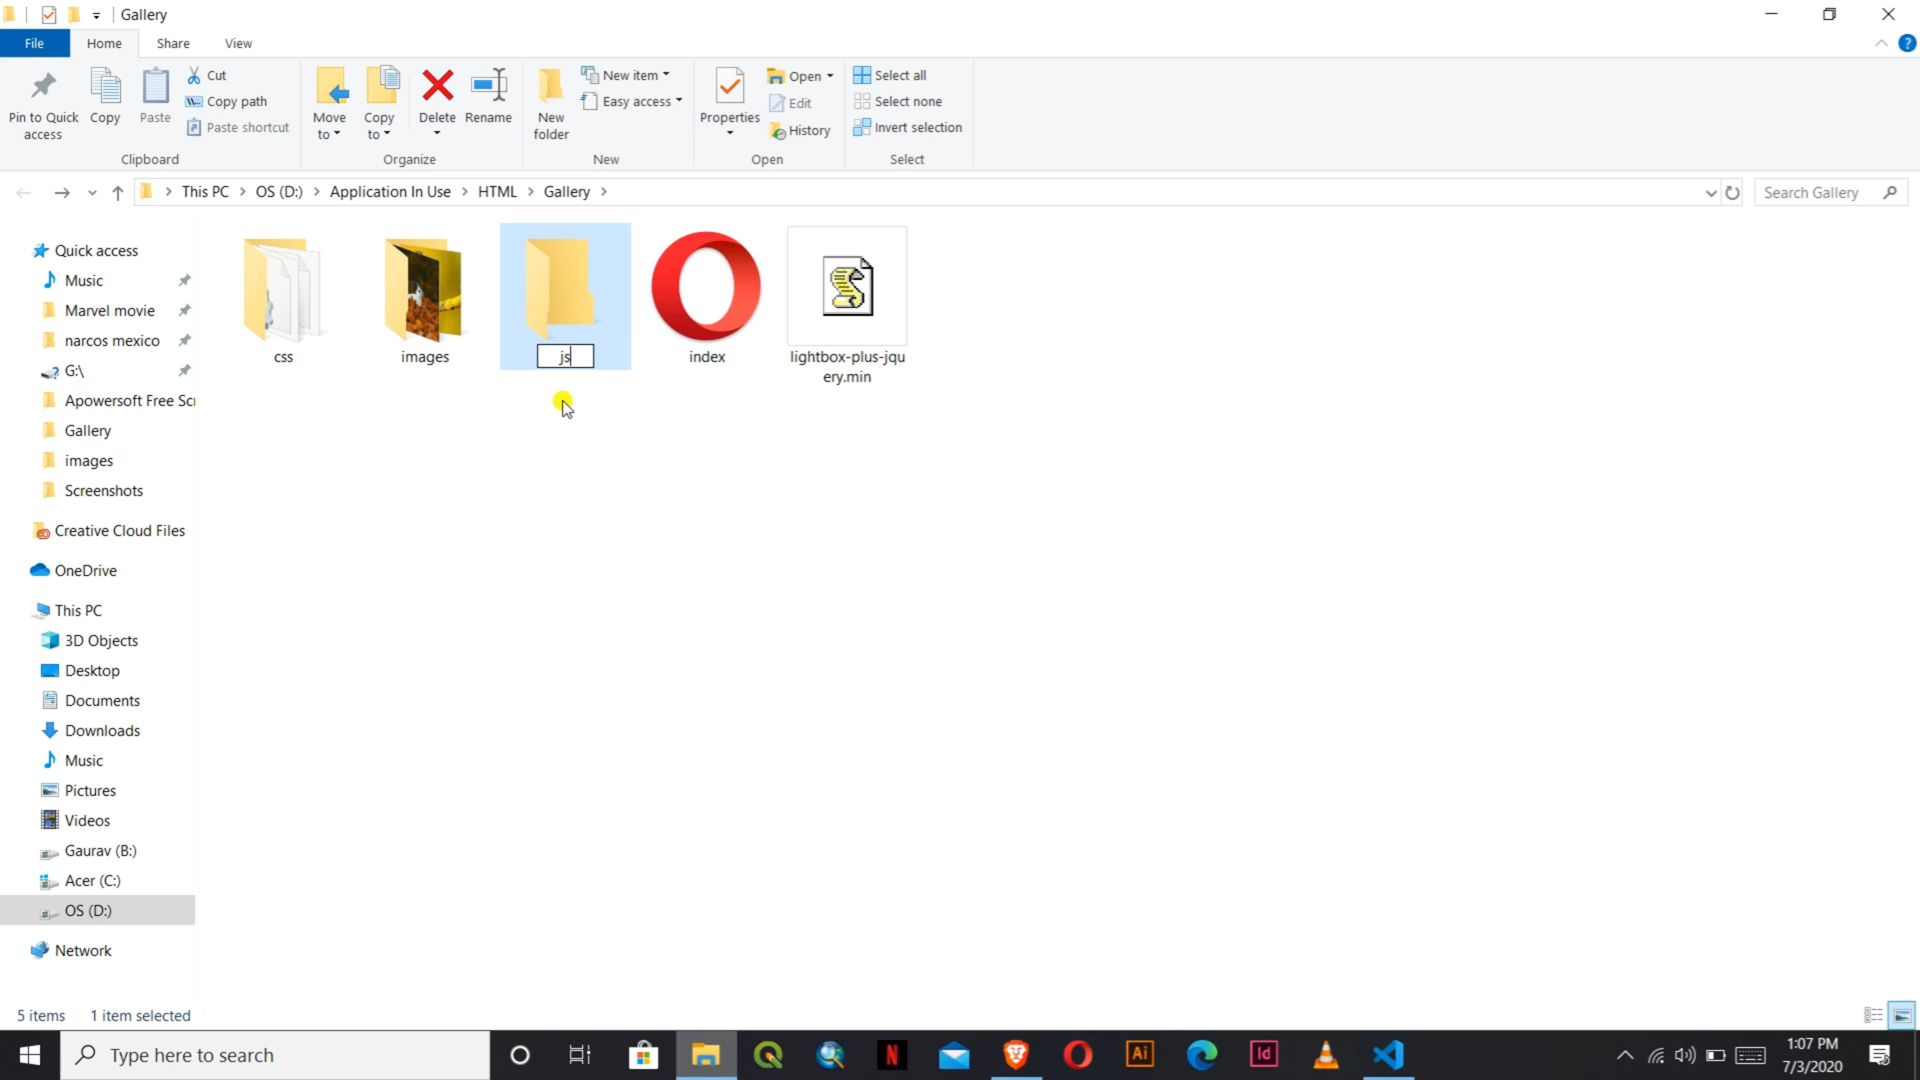 Gallery
File Home Share View
Pin to Quick access
Copy
Paste
Cut
Copy path
Paste shortcut
Clipboard
Move to
Copy to
Delete
Rename
Organize
New folder
New item
Easy access
New
Properties
Open
Edit
History
Open
Select all
Select none
Invert selection
Select
This PC > OS (D:) > Application In Use > HTML > Gallery >
Search Gallery
Quick access
Music
Marvel movie
narcos mexico
G:\
Apowersoft Free Scr
Gallery
images
Screenshots
Creative Cloud Files
OneDrive
This PC
3D Objects
Desktop
Documents
Downloads
Music
Pictures
Videos
Gaurav (B:)
Acer (C:)
OS (D:)
Network
css
images
js
index
lightbox-plus-jqu
ery.min
5 items 1 item selected
Type here to search
N
Ai
Id
1:07 PM
7/3/2020